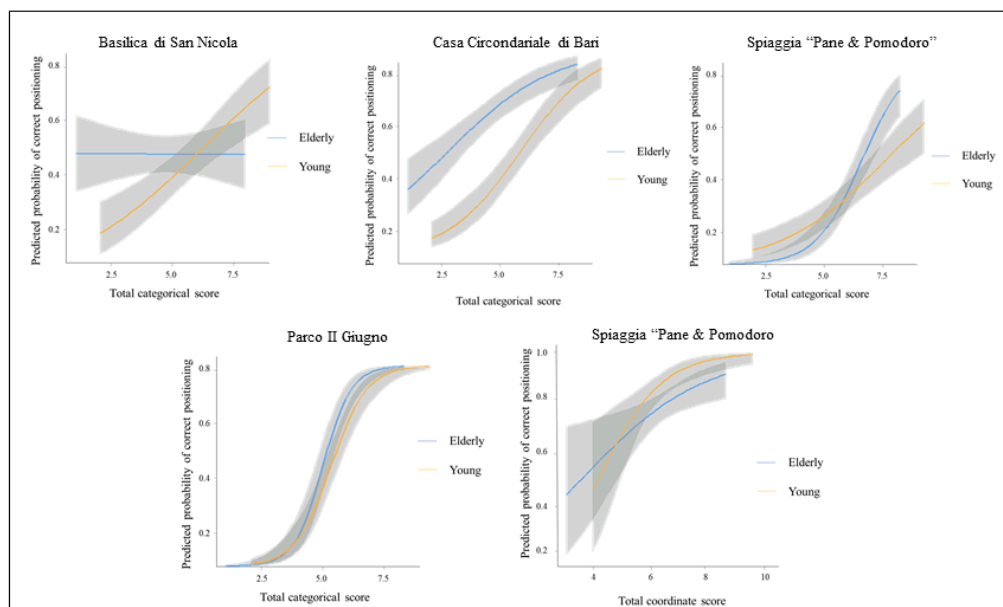 Basilica di San Nicola
Predicted probability of correct positioning
0.8
0.6
0.4
0.2
2.5 5.0 7.5
Total categorical score
Elderly
Young
Casa Circondariale di Bari
Predicted probability of correct positioning
0.8
0.6
0.4
0.2
2.5 5.0 7.5
Total categorical score
Elderly
Young
Spiaggia “Pane & Pomodoro”
Predicted probability of correct positioning
0.8
0.6
0.4
0.2
2.5 5.0 7.5
Total categorical score
Elderly
Young
Parco II Giugno
Predicted probability of correct positioning
0.8
0.6
0.4
0.2
2.5 5.0 7.5
Total categorical score
Elderly
Young
Spiaggia “Pane & Pomodoro
Predicted probability of correct positioning
1.0
0.8
0.6
0.4
0.2
4 6 8 10
Total coordinate score
Elderly
Young